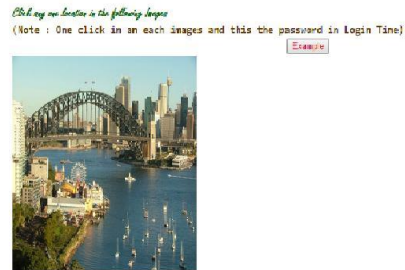 Click any one location in the following Images
(Note : One click in am each images and this the password in Login Time)
Example